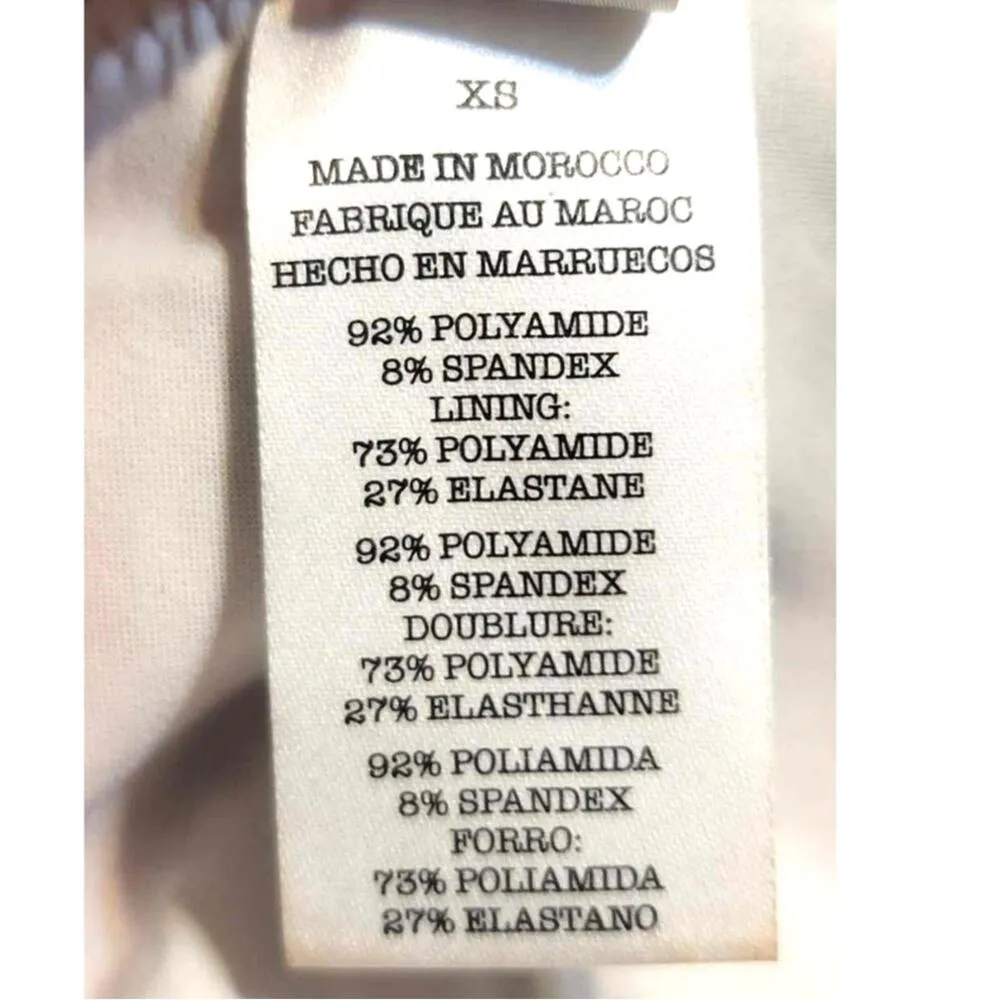 XS
MADE IN MOROCCO
FABRIQUE AU MAROC
HECHO EN MARRUECOS
92% POLYAMIDE
8% SPANDEX
LINING:
73% POLYAMIDE
27% ELASTANE
92% POLYAMIDE
8% SPANDEX
DOUBLURE:
73% POLYAMIDE
27% ELASTHANNE
92% POLIAMIDA
8% SPANDEX
FORRO:
73% POLIAMIDA
27% ELASTANO